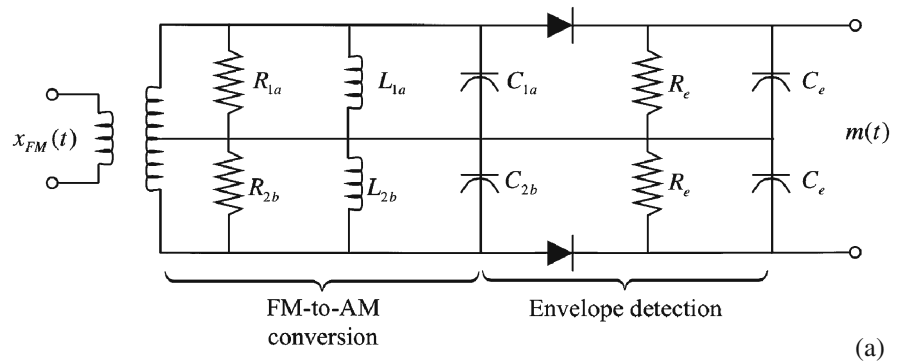 R1a L1a C1a Re Ce
xFM (t) m(t)
R2b L2b C2b Re Ce
FM-to-AM conversion
Envelope detection
(a)